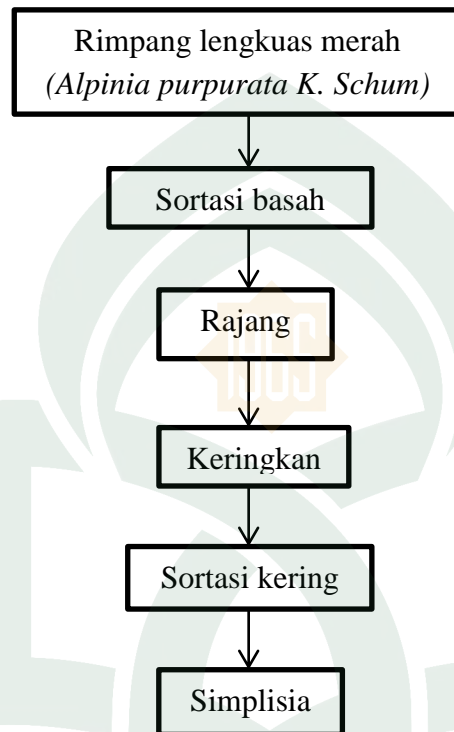 Rimpang lengkuas merah
(Alpinia purpurata K. Schum)
Sortasi basah
Rajang
Keringkan
Sortasi kering
Simplisia